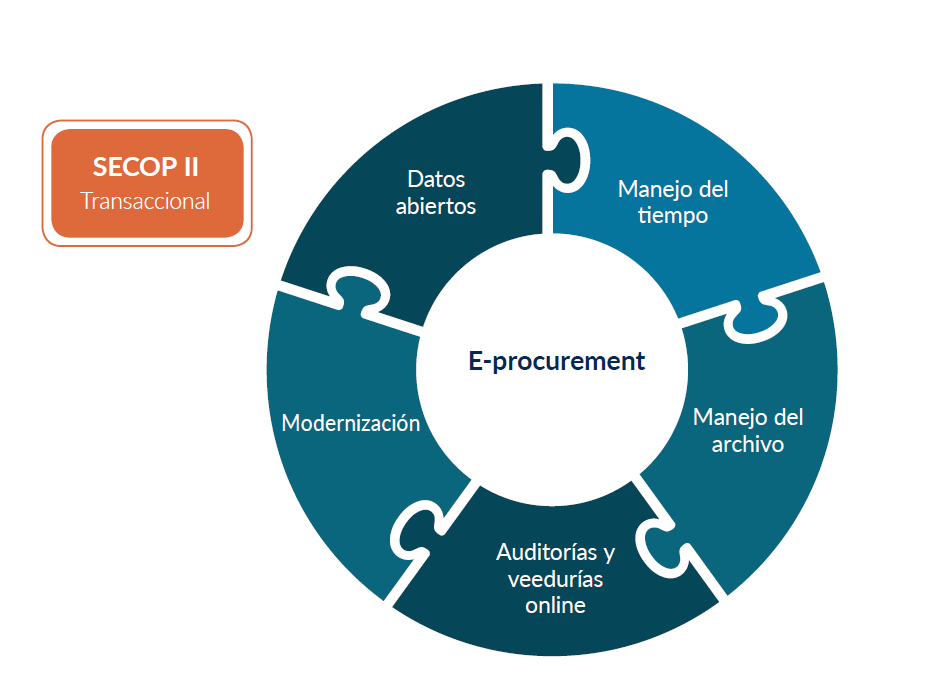 SECOP II
Transaccional
Datos
abiertos
Manejo del
tiempo
E-procurement
Modernización
Manejo del
archivo
Auditorías y
veedurías
online